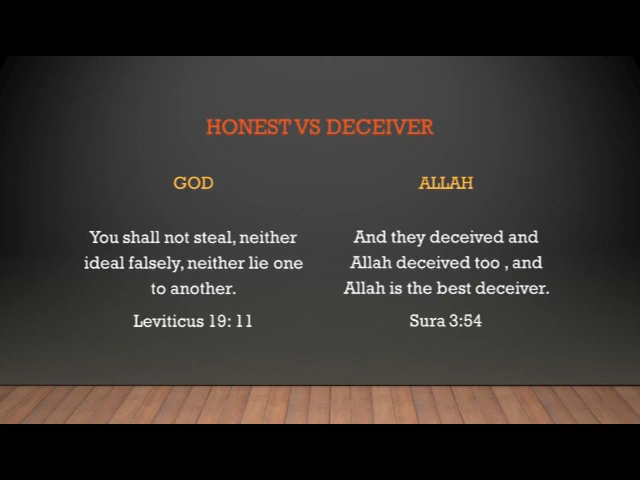 HONEST VS DECEIVER
GOD
You shall not steal, neither
ideal falsely, neither lie one
to another.
Leviticus 19: 11
ALLAH
And they deceived and
Allah deceived too , and
Allah is the best deceiver.
Sura 3:54